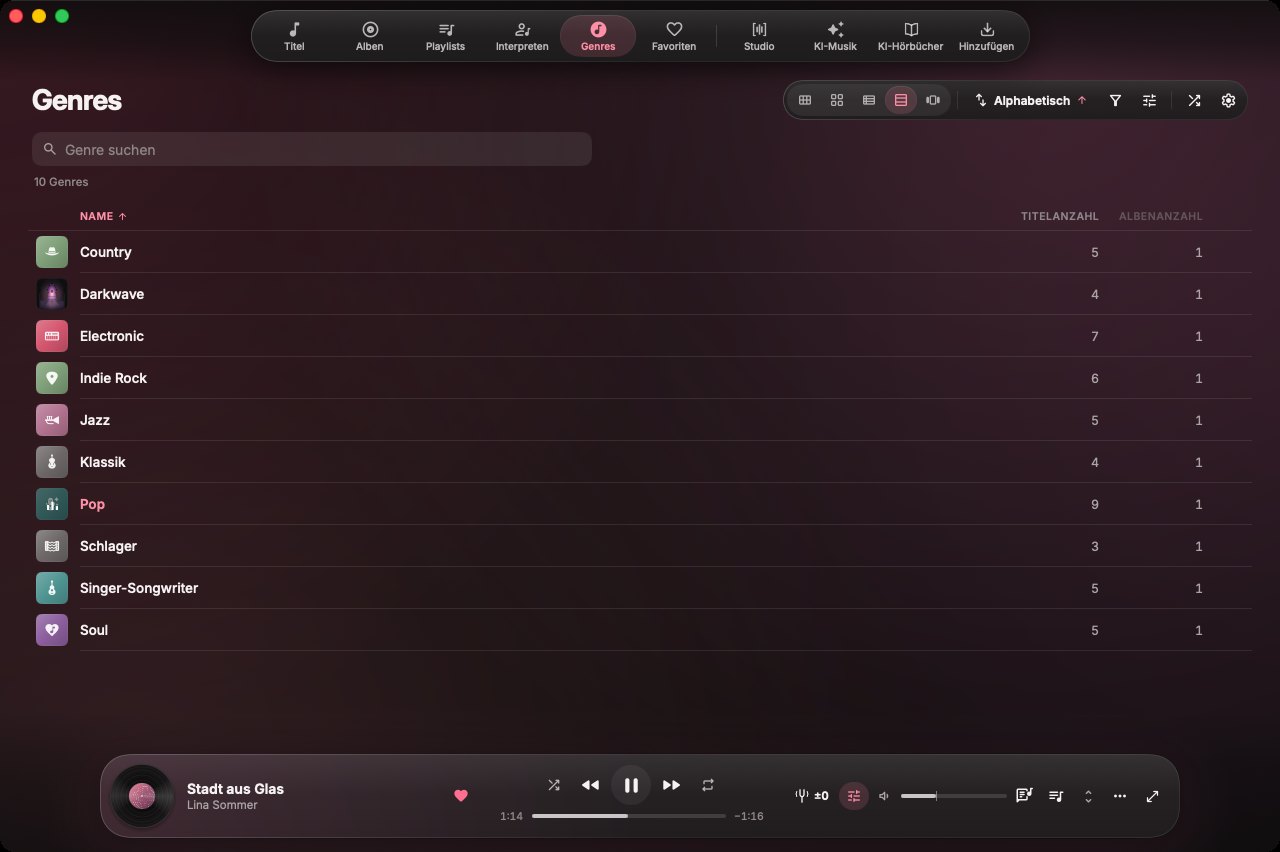 Titel Alben Playlists Interpreten Genres Favoriten Studio KI-Musik KI-Hörbücher Hinzufügen
Genres
Alphabetisch
Genre suchen
10 Genres
NAME TITELANZAHL ALBENANZAHL
Country 5 1
Darkwave 4 1
Electronic 7 1
Indie Rock 6 1
Jazz 5 1
Klassik 4 1
Pop 9 1
Schlager 3 1
Singer-Songwriter 5 1
Soul 5 1
Stadt aus Glas
Lina Sommer
±0
1:14 −1:16